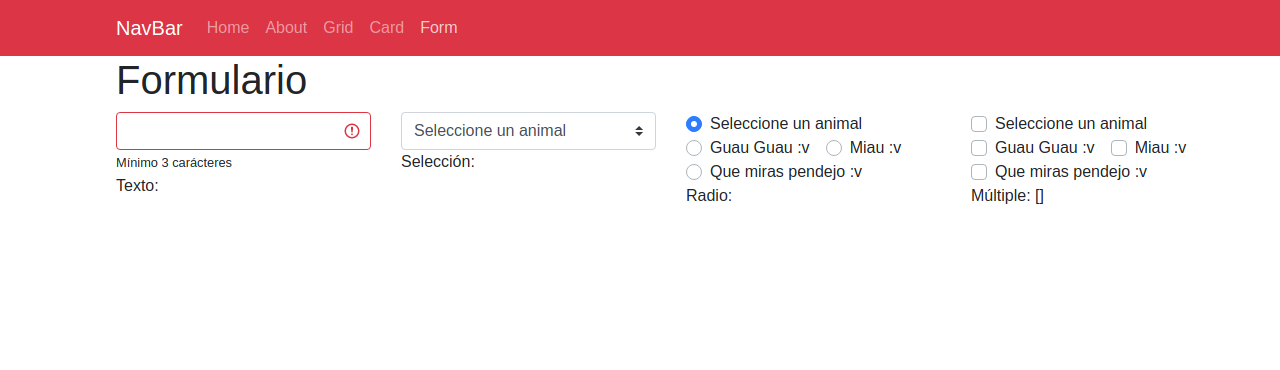 NavBar Home About Grid Card Form
Formulario
Mínimo 3 carácteres
Texto:
Seleccione un animal
Selección:
Seleccione un animal
Guau Guau :v Miau :v
Que miras pendejo :v
Radio:
Seleccione un animal
Guau Guau :v Miau :v
Que miras pendejo :v
Múltiple: []